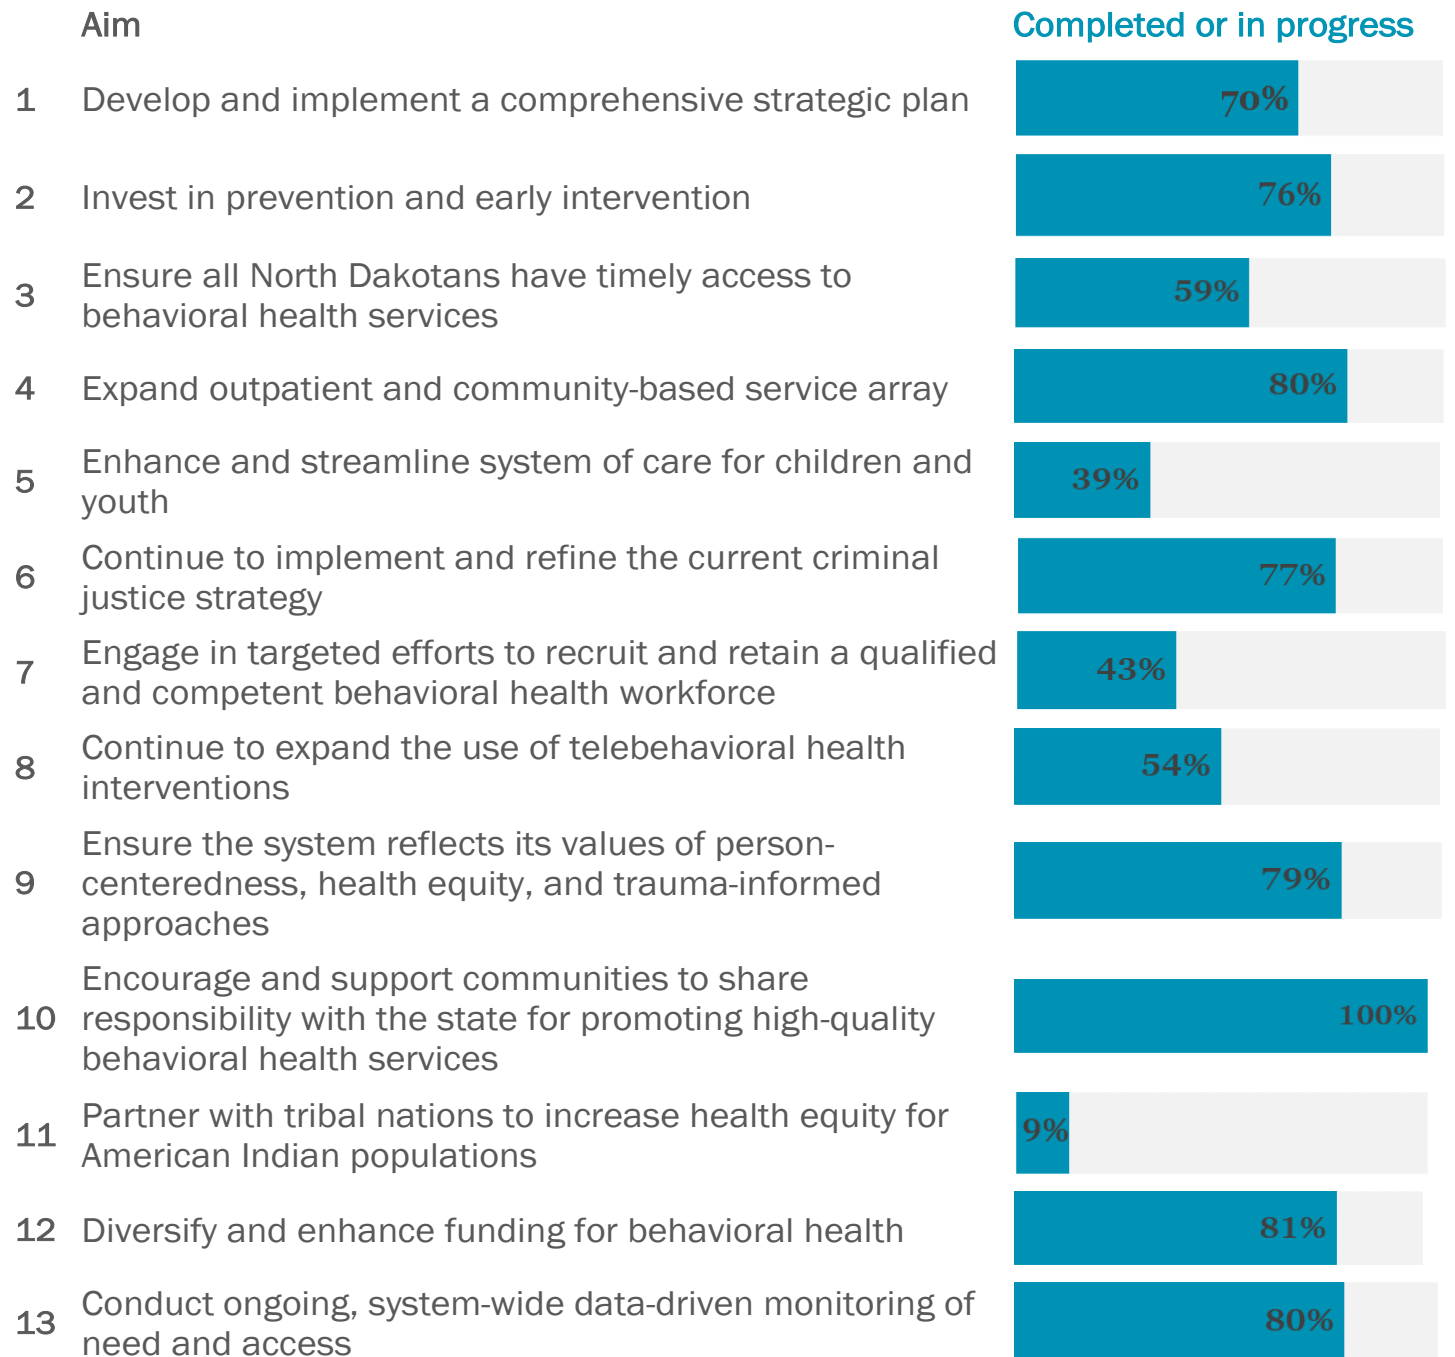 Aim Completed or in progress
1 Develop and implement a comprehensive strategic plan 70%
2 Invest in prevention and early intervention 76%
3 Ensure all North Dakotans have timely access to
behavioral health services 59%
4 Expand outpatient and community-based service array 80%
5 Enhance and streamline system of care for children and
youth 39%
6 Continue to implement and refine the current criminal
justice strategy 77%
7 Engage in targeted efforts to recruit and retain a qualified
and competent behavioral health workforce 43%
8 Continue to expand the use of telebehavioral health
interventions 54%
9 Ensure the system reflects its values of person-
centeredness, health equity, and trauma-informed
approaches 79%
10 Encourage and support communities to share
responsibility with the state for promoting high-quality
behavioral health services 100%
11 Partner with tribal nations to increase health equity for
American Indian populations 9%
12 Diversify and enhance funding for behavioral health 81%
13 Conduct ongoing, system-wide data-driven monitoring of
need and access 80%